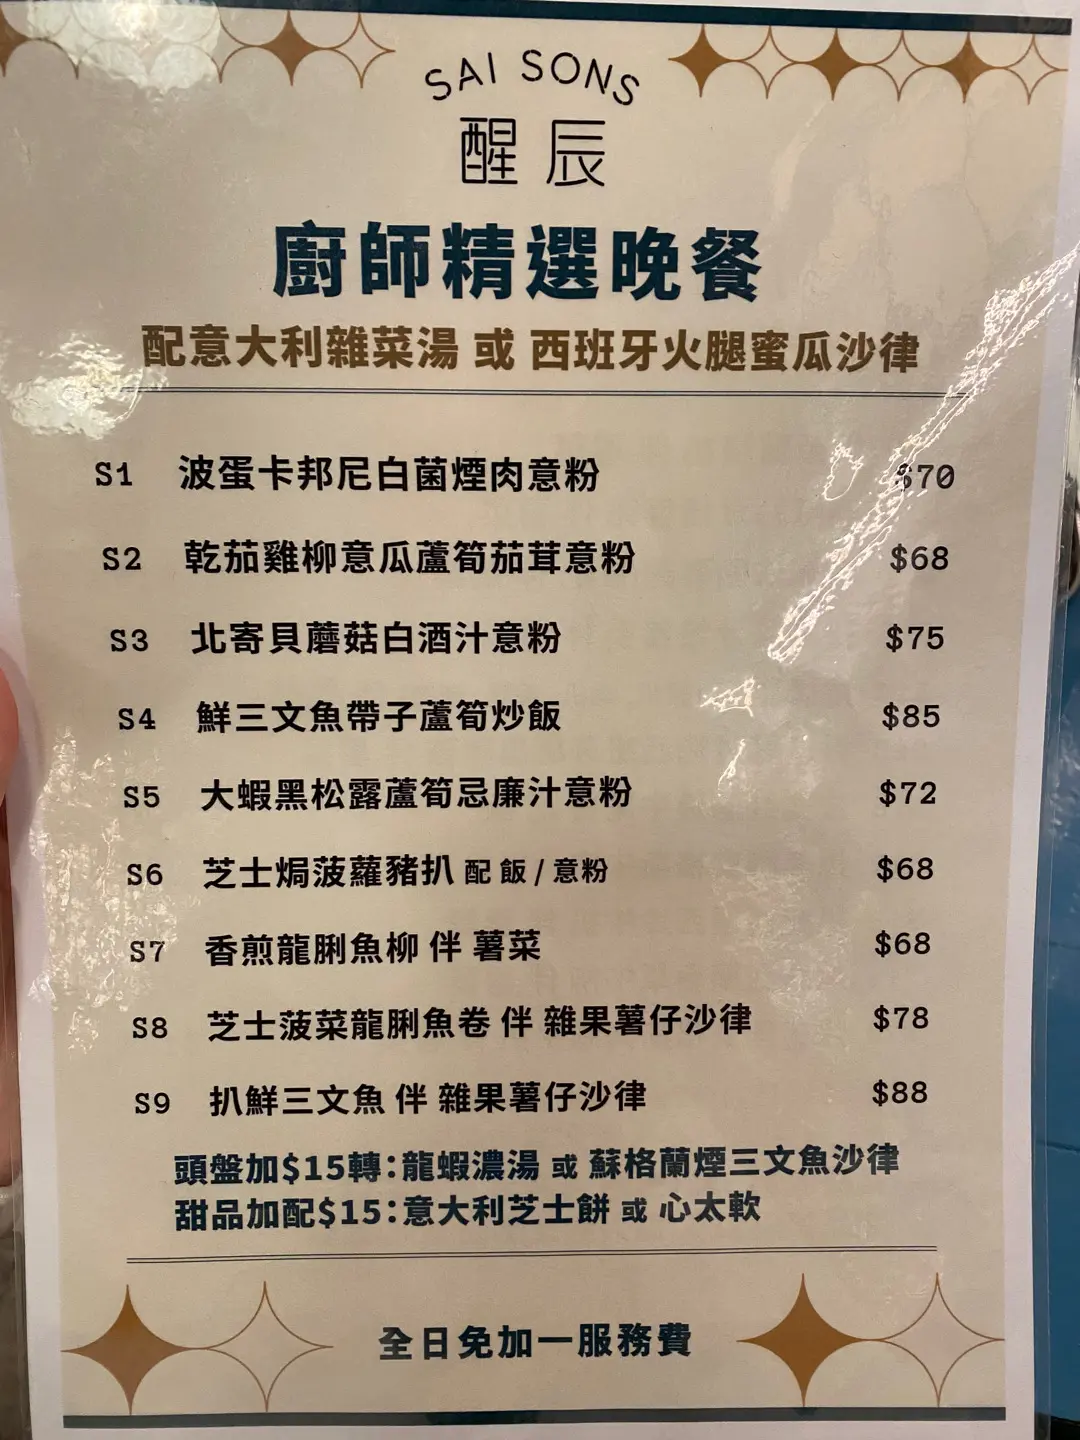 SAI SONS
醒辰
廚師精選晚餐
配意大利雜菜湯 或 西班牙火腿蜜瓜沙律
S1 波蛋卡邦尼白菌煙肉意粉 $70
S2 乾茄雞柳意瓜蘆筍茄茸意粉 $68
S3 北寄貝蘑菇白酒汁意粉 $75
S4 鮮三文魚帶子蘆筍炒飯 $85
S5 大蝦黑松露蘆筍忌廉汁意粉 $72
S6 芝士焗菠蘿豬扒 配 飯 / 意粉 $68
S7 香煎龍脷魚柳 伴 薯菜 $68
S8 芝士菠菜龍脷魚卷 伴 雜果薯仔沙律 $78
S9 扒鮮三文魚 伴 雜果薯仔沙律 $88
頭盤加$15轉：龍蝦濃湯 或 蘇格蘭煙三文魚沙律
甜品加配$15：意大利芝士餅 或 心太軟
全日免加一服務費